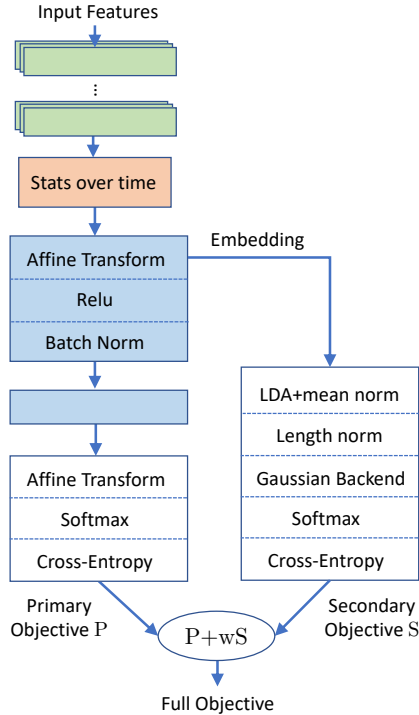 Input Features
...
Stats over time
Affine Transform
Relu
Batch Norm
Embedding
Affine Transform
Softmax
Cross-Entropy
LDA+mean norm
Length norm
Gaussian Backend
Softmax
Cross-Entropy
Primary
Objective P
Secondary
Objective S
P+wS
Full Objective